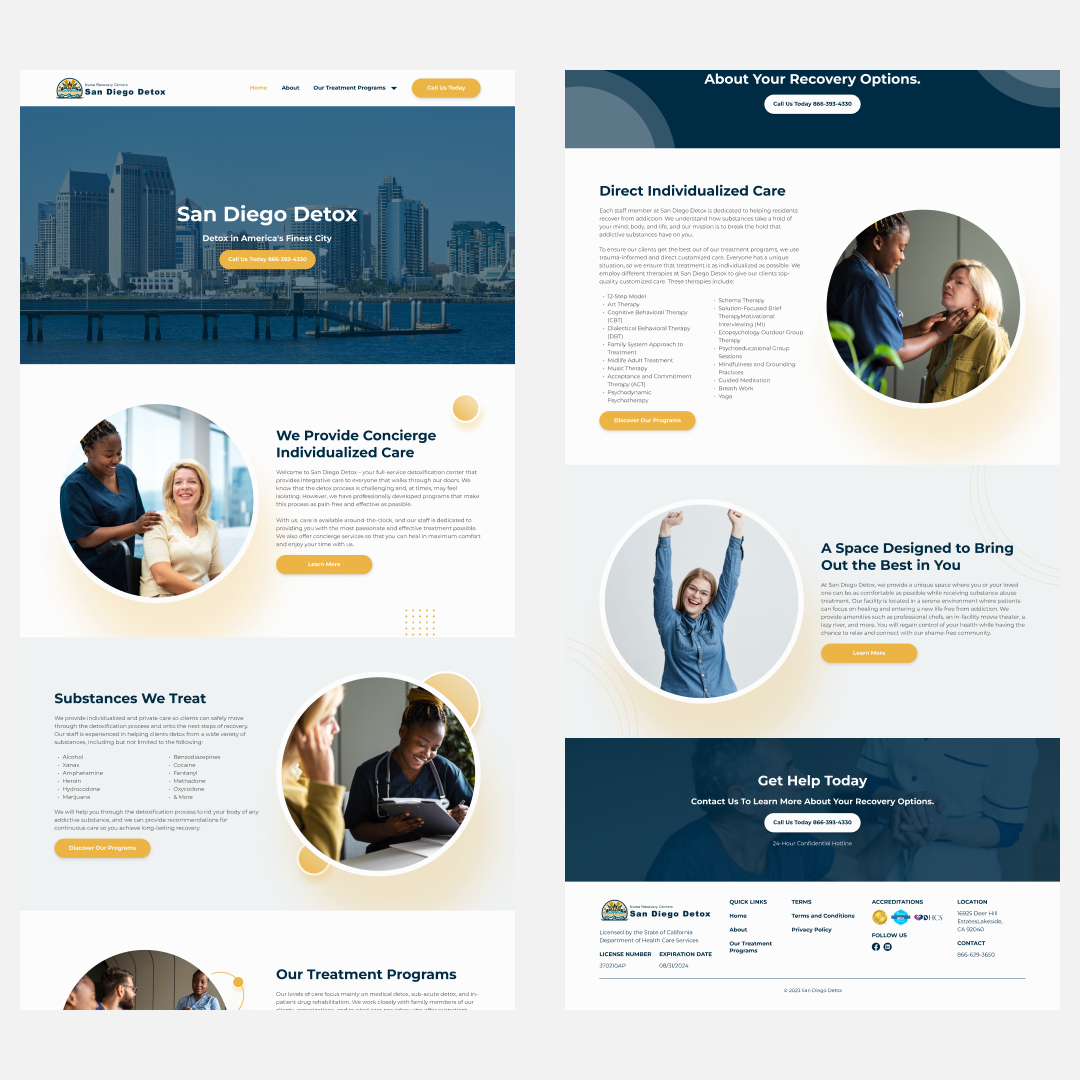 Numa Recovery Centers
San Diego Detox
Home
About
Our Treatment Programs
Call Us Today
San Diego Detox
Detox in America's Finest City
Call Us Today 866-393-4330
We Provide Concierge
Individualized Care
Welcome to San Diego Detox – your full-service detoxification center that
provides integrative care to everyone that walks through our doors. We
know that the detox process is challenging and, at times, may feel
isolating. However, we have professionally developed programs that make
this process as pain-free and effective as possible.
With us, care is available around-the-clock, and our staff is dedicated to
providing you with the most passionate and effective treatment possible.
We also offer concierge services so that you can heal in maximum comfort
and enjoy your time with us.
Learn More
Substances We Treat
We provide individualized and private care so clients can safely move
through the detoxification process and onto the next steps of recovery.
Our staff is experienced in helping clients detox from a wide variety of
substances, including but not limited to the following:
• Alcohol
• Xanax
• Amphetamine
• Heroin
• Hydrocodone
• Marijuana
• Benzodiazepines
• Cocaine
• Fentanyl
• Methadone
• Oxycodone
• & More
We will help you through the detoxification process to rid your body of any
addictive substance, and we can provide recommendations for
continuous care so you achieve long-lasting recovery.
Discover Our Programs
Our Treatment Programs
Our levels of care focus mainly on medical detox, sub-acute detox, and in-
patient drug rehabilitation. We work closely with family members of our
About Your Recovery Options.
Call Us Today 866-393-4330
Direct Individualized Care
Each staff member at San Diego Detox is dedicated to helping residents
recover from addiction. We understand how substances take a hold of
your mind, body, and life, and our mission is to break the hold that
addictive substances have on you.
To ensure our clients get the best out of our treatment programs, we use
trauma-informed and direct customized care. Everyone has a unique
situation, so we ensure that treatment is as individualized as possible. We
employ different therapies at San Diego Detox to give our clients top-
quality customized care. These therapies include:
• 12-Step Model
• Art Therapy
• Cognitive Behavioral Therapy
(CBT)
• Dialectical Behavioral Therapy
(DBT)
• Family System Approach to
Treatment
• Midlife Adult Treatment
• Music Therapy
• Acceptance and Commitment
Therapy (ACT)
• Psychodynamic
Psychotherapy
• Schema Therapy
• Solution-Focused Brief
TherapyMotivational
Interviewing (MI)
• Ecopsychology Outdoor Group
Therapy
• Psychoeducational Group
Sessions
• Mindfulness and Grounding
Practices
• Guided Meditation
• Breath Work
• Yoga
Discover Our Programs
A Space Designed to Bring
Out the Best in You
At San Diego Detox, we provide a unique space where you or your loved
one can be as comfortable as possible while receiving substance abuse
treatment. Our facility is located in a serene environment where patients
can focus on healing and entering a new life free from addiction. We
provide amenities such as professional chefs, an in-facility movie theater, a
lazy river, and more. You will regain control of your health while having the
chance to relax and connect with our shame-free community.
Learn More
Get Help Today
Contact Us To Learn More About Your Recovery Options.
Call Us Today 866-393-4330
24-Hour Confidential Hotline
Numa Recovery Centers
San Diego Detox
Licensed by the State of California
Department of Health Care Services
LICENSE NUMBER EXPIRATION DATE
370210AP 08/31/2024
QUICK LINKS
Home
About
Our Treatment
Programs
TERMS
Terms and Conditions
Privacy Policy
ACCREDITATIONS
DHCS
FOLLOW US
LOCATION
16925 Deer Hill
EstatesLakeside,
CA 92040
CONTACT
866-629-3650
© 2023 San Diego Detox